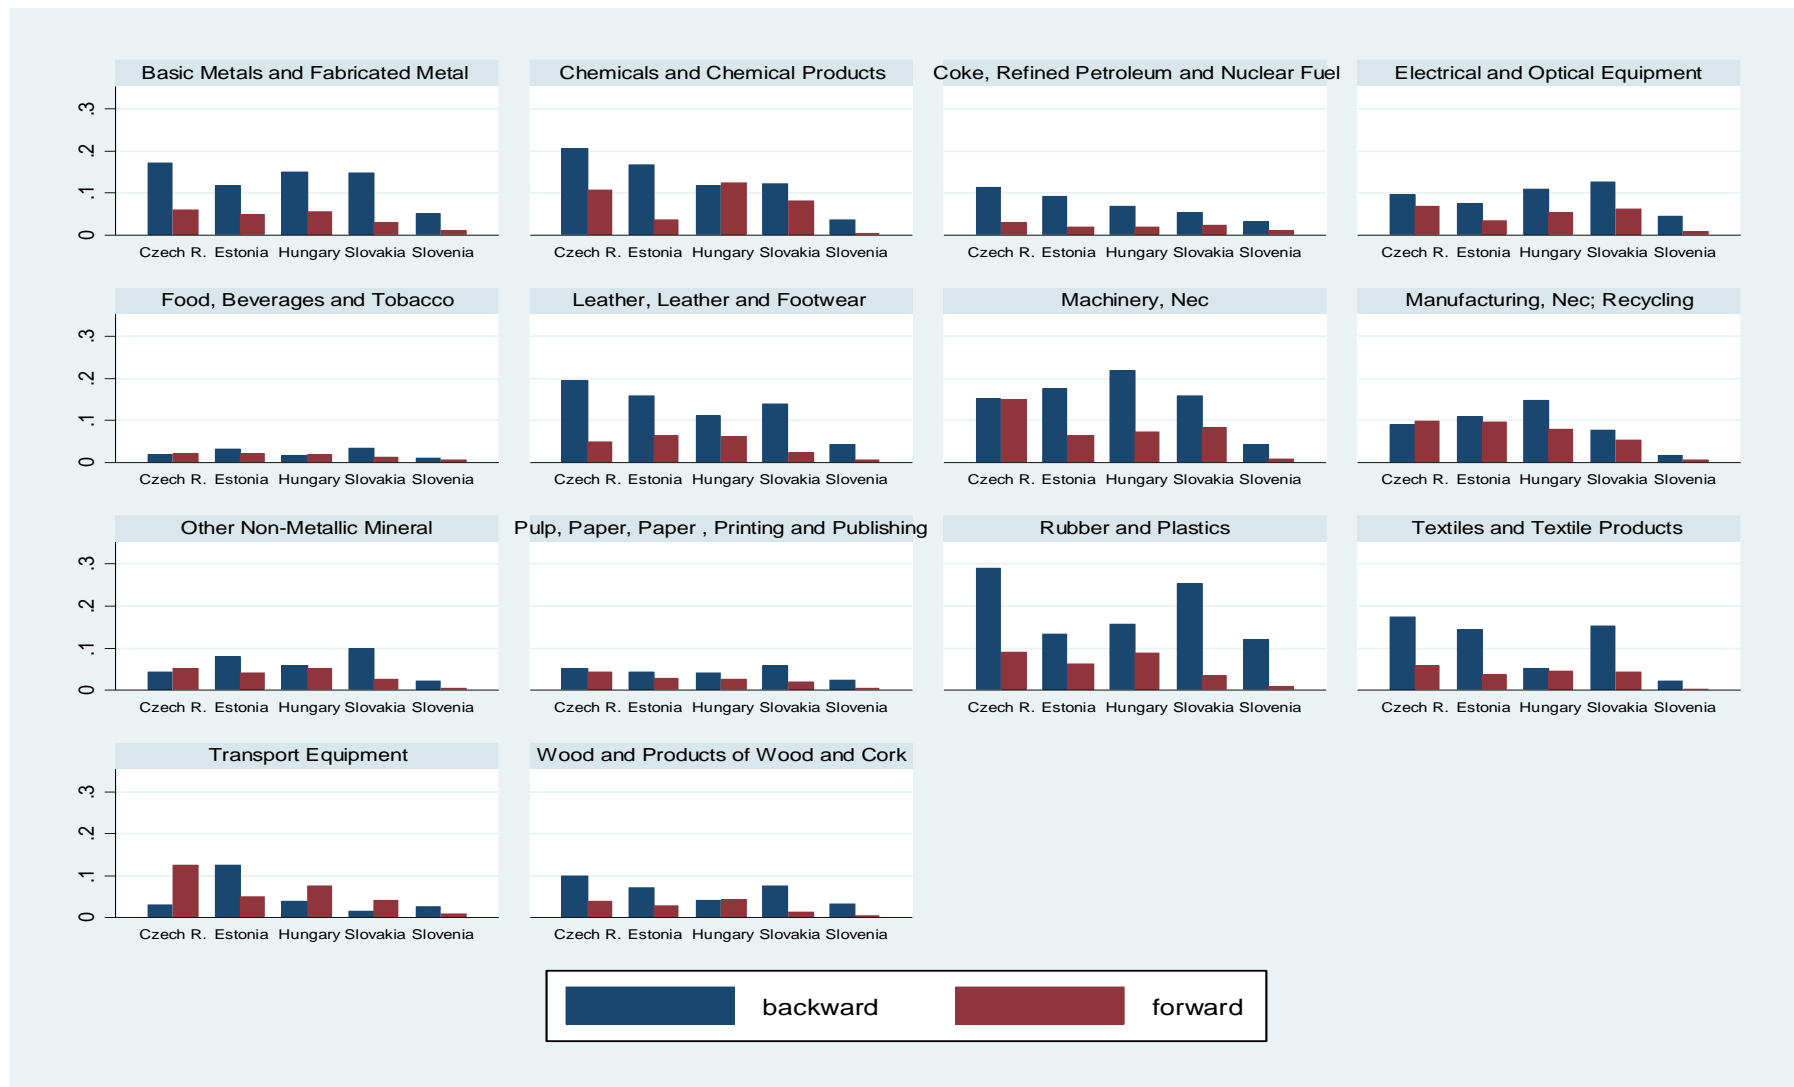 Basic Metals and Fabricated Metal
Chemicals and Chemical Products
Coke, Refined Petroleum and Nuclear Fuel
Electrical and Optical Equipment
.3
.2
.1
0
Czech R. Estonia Hungary Slovakia Slovenia
Czech R. Estonia Hungary Slovakia Slovenia
Czech R. Estonia Hungary Slovakia Slovenia
Czech R. Estonia Hungary Slovakia Slovenia
Food, Beverages and Tobacco
Leather, Leather and Footwear
Machinery, Nec
Manufacturing, Nec; Recycling
.3
.2
.1
0
Czech R. Estonia Hungary Slovakia Slovenia
Czech R. Estonia Hungary Slovakia Slovenia
Czech R. Estonia Hungary Slovakia Slovenia
Czech R. Estonia Hungary Slovakia Slovenia
Other Non-Metallic Mineral
Pulp, Paper, Paper , Printing and Publishing
Rubber and Plastics
Textiles and Textile Products
.3
.2
.1
0
Czech R. Estonia Hungary Slovakia Slovenia
Czech R. Estonia Hungary Slovakia Slovenia
Czech R. Estonia Hungary Slovakia Slovenia
Czech R. Estonia Hungary Slovakia Slovenia
Transport Equipment
Wood and Products of Wood and Cork
.3
.2
.1
0
Czech R. Estonia Hungary Slovakia Slovenia
Czech R. Estonia Hungary Slovakia Slovenia
backward
forward